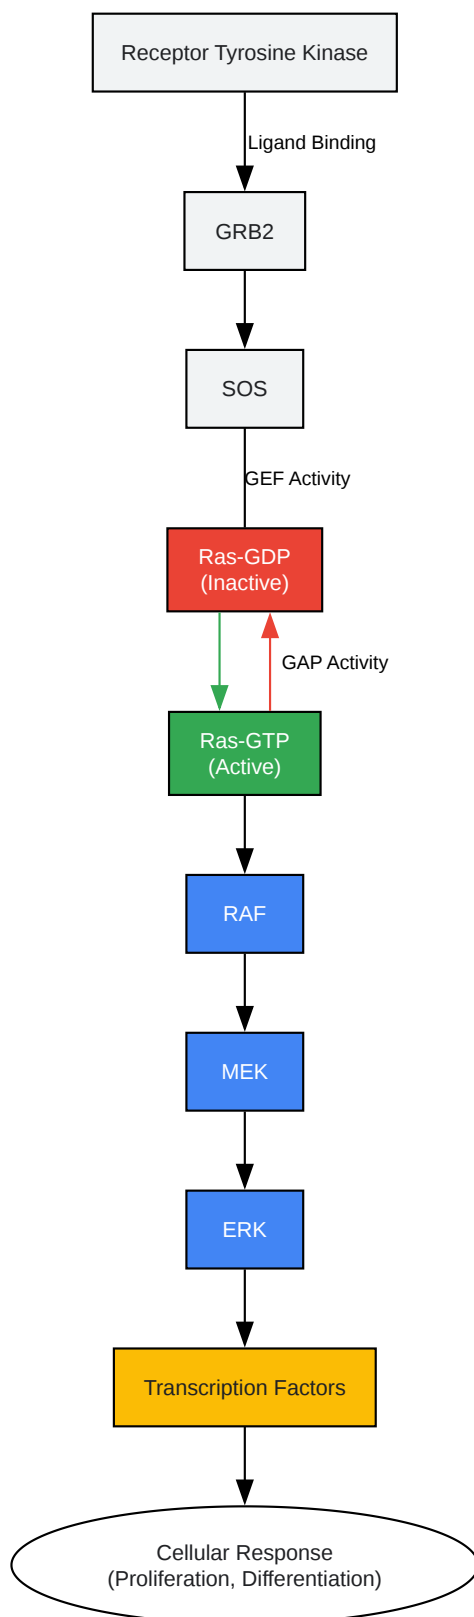 Receptor Tyrosine Kinase
Ligand Binding
GRB2
SOS
GEF Activity
Ras-GDP
(Inactive)
GAP Activity
Ras-GTP
(Active)
RAF
MEK
ERK
Transcription Factors
Cellular Response
(Proliferation, Differentiation)